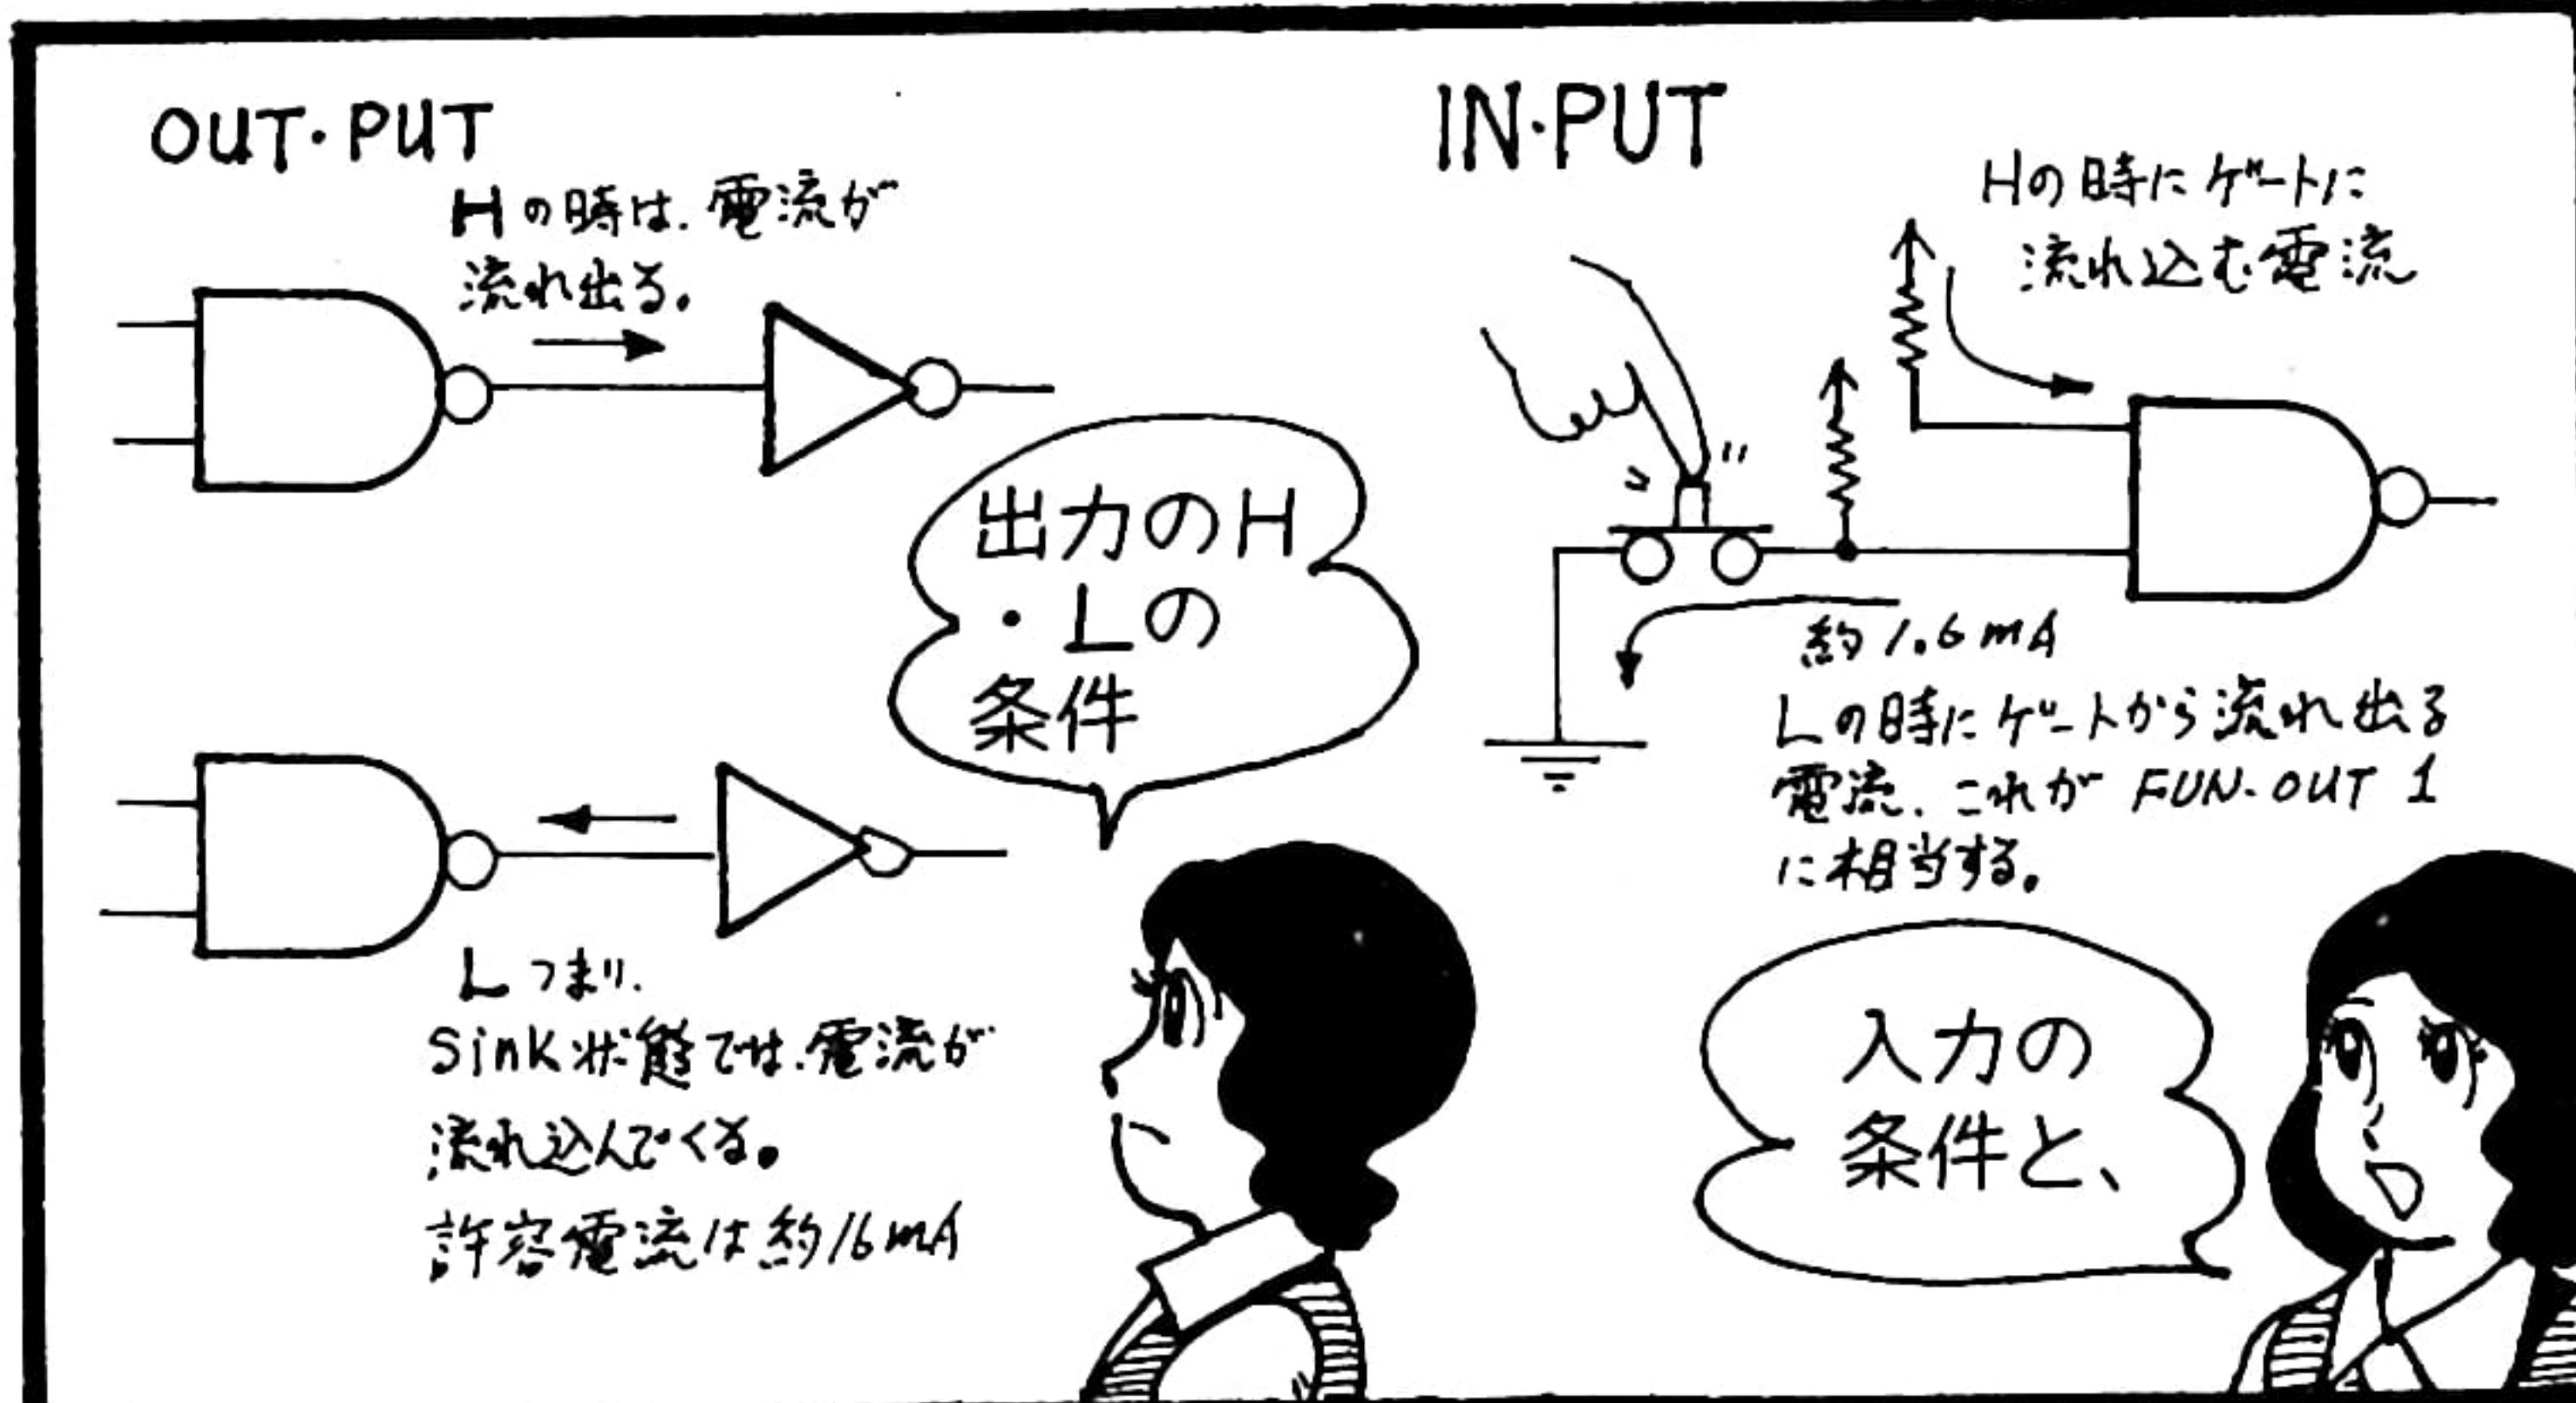 IN・PUT
Hの時にゲートに
流れ込む電流
約1.6mA
Lの時にゲートから流れ出る
電流、これが FUN-OUT 1
に相当する。
入力の
条件と、
OUT・PUT
Hの時は、電流が
流れ出る。
出力のH
・Lの
条件
Lつまり、
Sink状態では、電流が
流れ込んでくる。
許容電流は約16mA